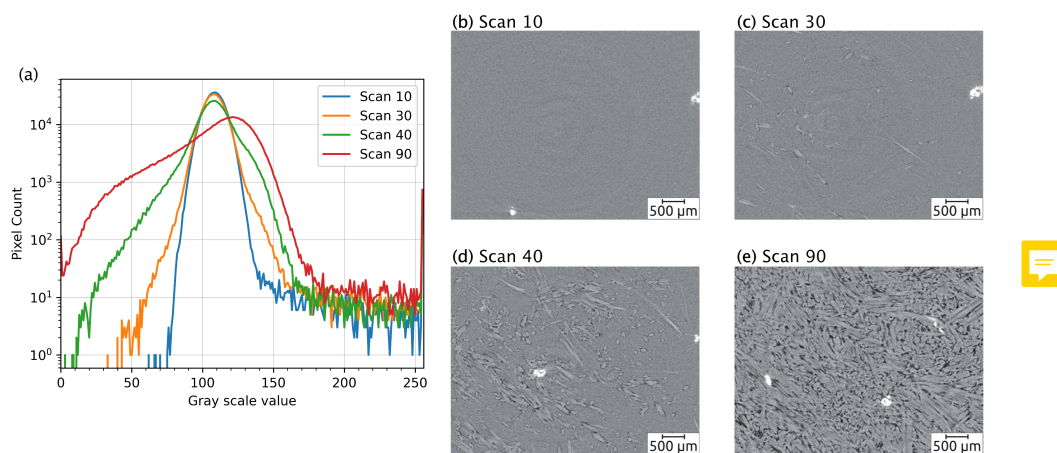 (a)
Pixel Count
10⁴
10³
10²
10¹
10⁰
0 50 100 150 200 250
Gray scale value
Scan 10
Scan 30
Scan 40
Scan 90
(b) Scan 10
500 µm
(c) Scan 30
500 µm
(d) Scan 40
500 µm
(e) Scan 90
500 µm